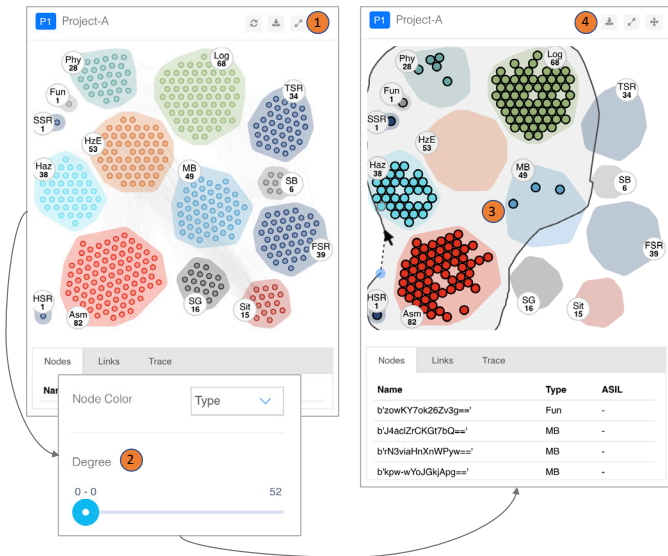 P1 Project-A
1
Phy
28
Log
68
Fun
1
TSR
34
SSR
1
HzE
53
Haz
38
MB
49
SB
6
FSR
39
HSR
1
Asm
82
SG
16
Sit
15
Nodes Links Trace
Nar
Node Color Type
Degree 2
0 - 0 52
P1 Project-A
4
Phy
28
Log
68
Fun
1
TSR
34
SSR
1
HzE
53
Haz
38
MB
49
SB
6
3
FSR
39
HSR
1
Asm
82
SG
16
Sit
15
Nodes Links Trace
Name Type ASIL
b'zowKY7ok26Zv3g==' Fun -
b'J4aclZrCKGt7bQ==' MB -
b'rN3viaHnXnWPyw==' MB -
b'kpw-wYoJGkjApg==' MB -